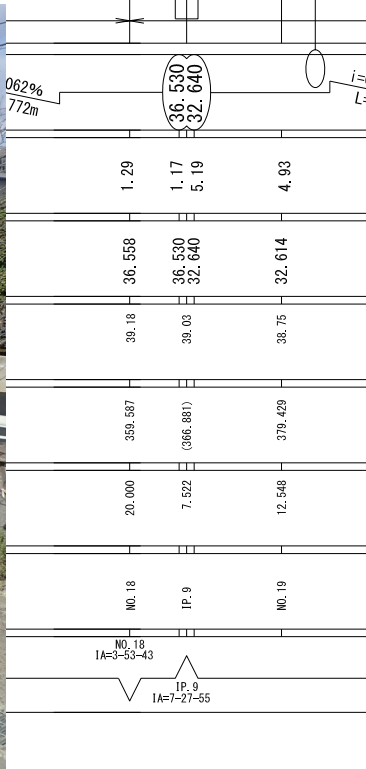 062%
772m
36.530
32.640
i=
L=
1.29
1.17
5.19
4.93
36.558
36.530
32.640
32.614
39.18
39.03
38.75
359.587
(366.881)
379.429
20.000
7.522
12.548
NO.18
IP.9
NO.19
NO.18
IA=3-53-43
IP.9
IA=7-27-55